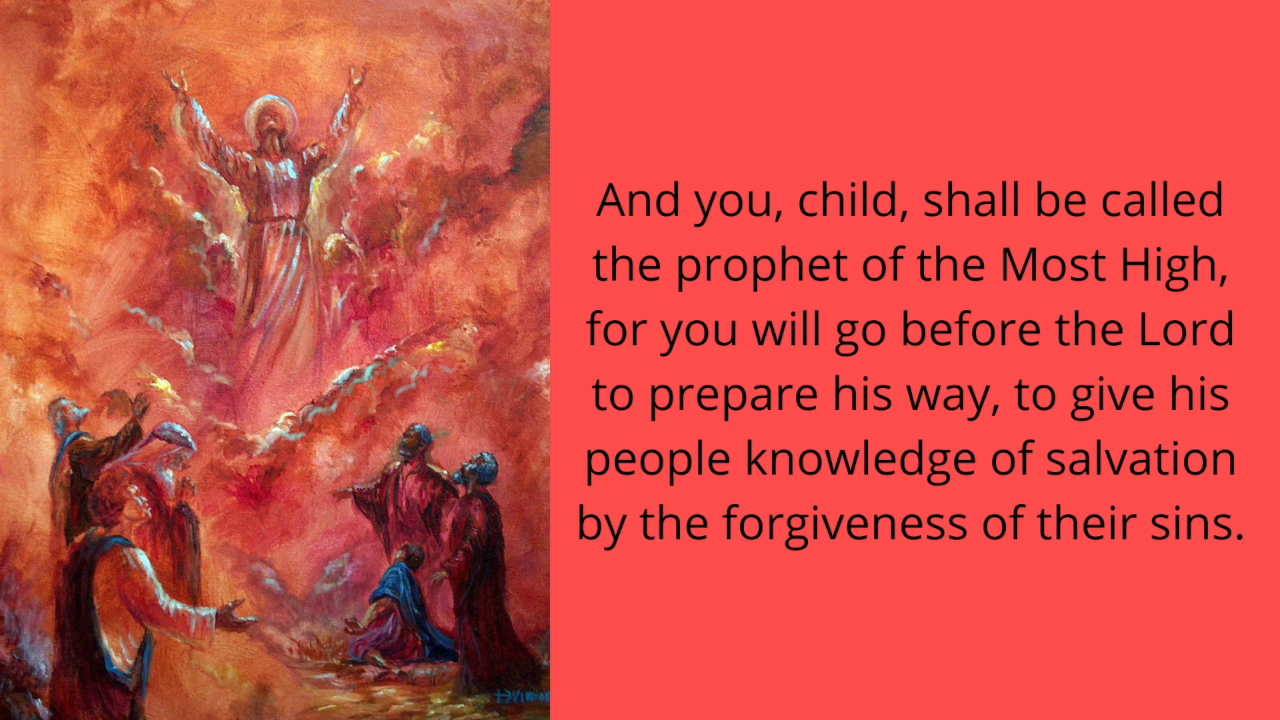 And you, child, shall be called
the prophet of the Most High,
for you will go before the Lord
to prepare his way, to give his
people knowledge of salvation
by the forgiveness of their sins.